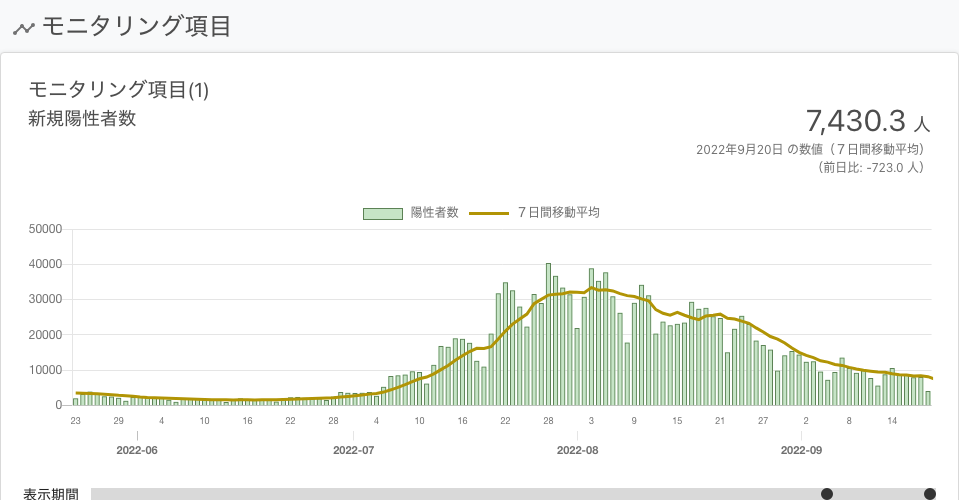 モニタリング項目
モニタリング項目(1)
新規陽性者数
7,430.3 人
2022年9月20日 の数値（７日間移動平均）
（前日比: -723.0 人）
陽性者数 ７日間移動平均
50000
40000
30000
20000
10000
0
23 29 4 10 16 22 28 4 10 16 22 28 3 9 15 21 27 2 8 14
2022-06 2022-07 2022-08 2022-09
表示期間